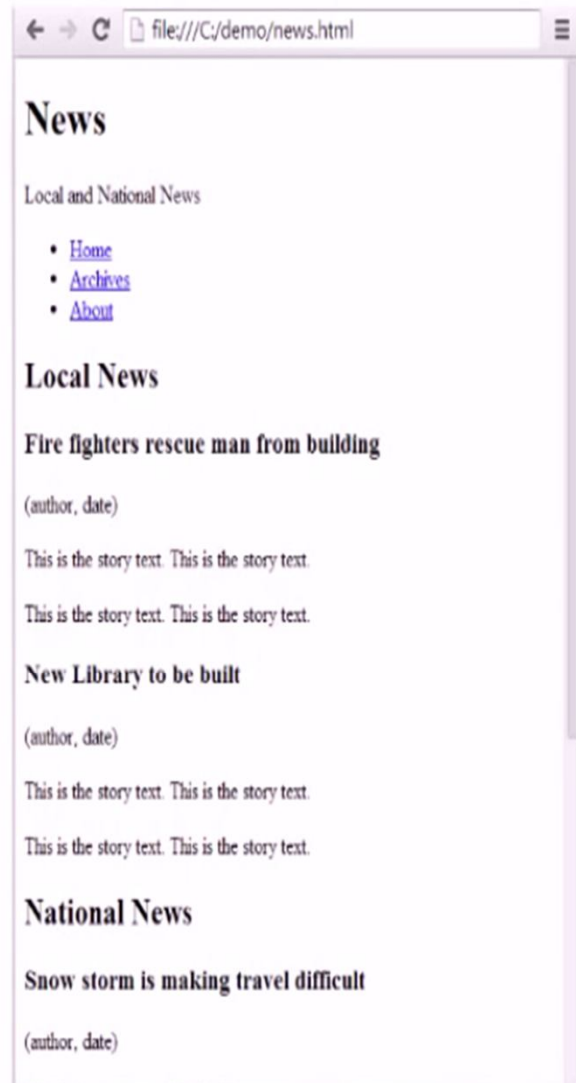 file:///C:/demo/news.html
News
Local and National News
Home
Archives
About
Local News
Fire fighters rescue man from building
(author, date)
This is the story text. This is the story text.
This is the story text. This is the story text.
New Library to be built
(author, date)
This is the story text. This is the story text.
This is the story text. This is the story text.
National News
Snow storm is making travel difficult
(author, date)